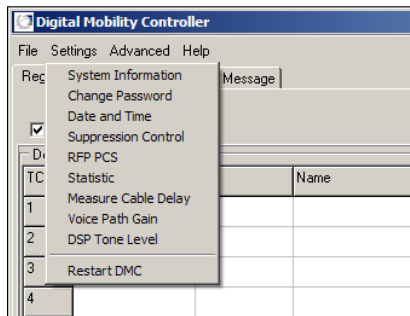 Digital Mobility Controller
File Settings Advanced Help
Reg Message
System Information
Change Password
Date and Time
Suppression Control
RFP PCS
Statistic
Measure Cable Delay
Voice Path Gain
DSP Tone Level
Restart DMC
TC Name
1
2
3
4